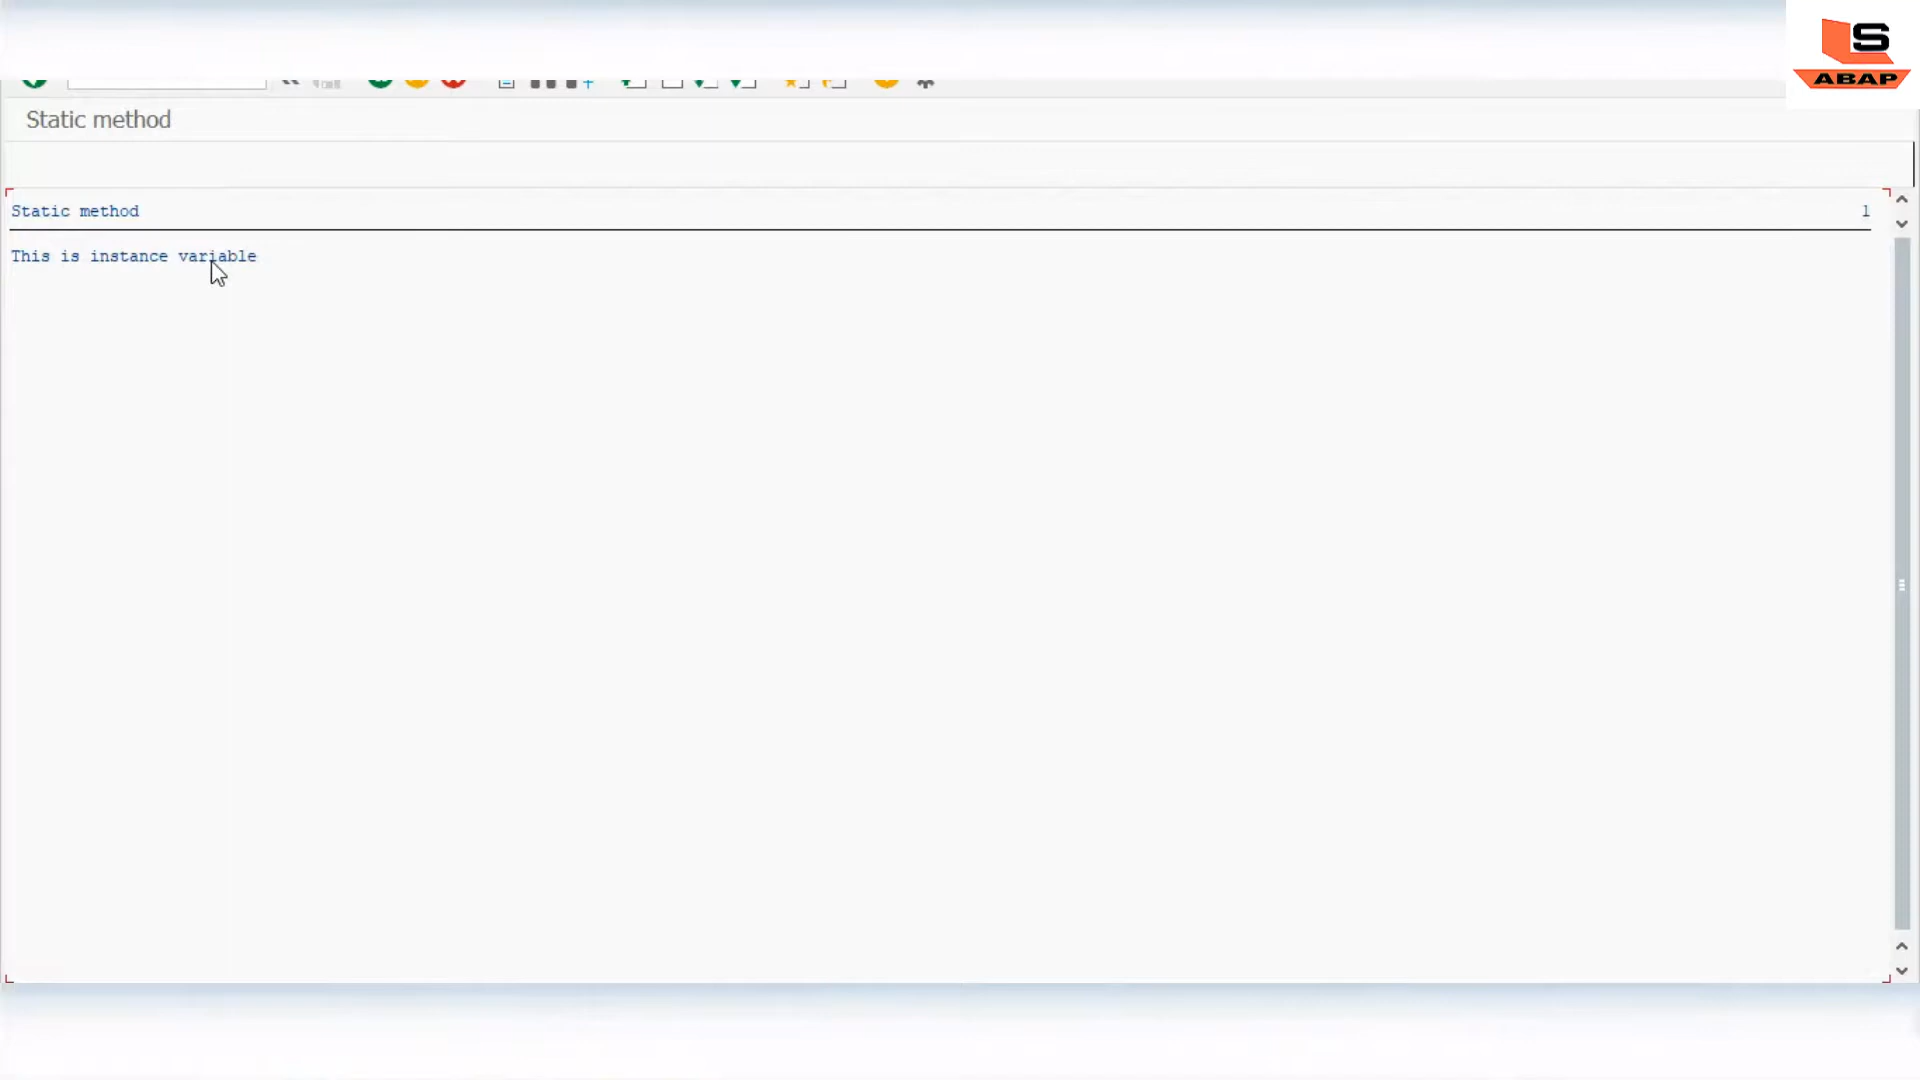 S
ABAP
Static method
Static method 1
This is instance variable